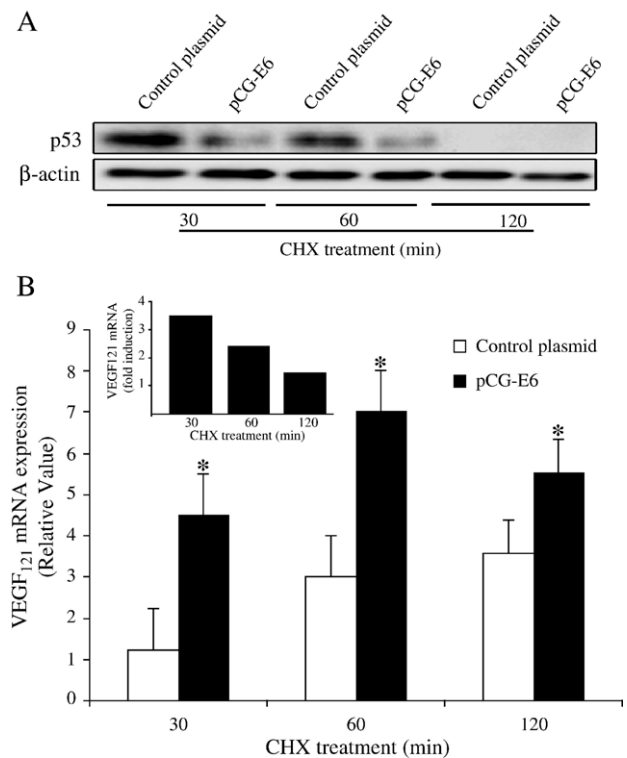 A
Control plasmid
pCG-E6
Control plasmid
pCG-E6
Control plasmid
pCG-E6
p53
β-actin
30
60
120
CHX treatment (min)
B
9
8
7
6
5
4
3
2
1
0
VEGF121 mRNA expression
(Relative Value)
4
3
2
1
VEGF121 mRNA
(fold induction)
30
60
120
CHX treatment (min)
Control plasmid
pCG-E6
*
*
*
30
60
120
CHX treatment (min)